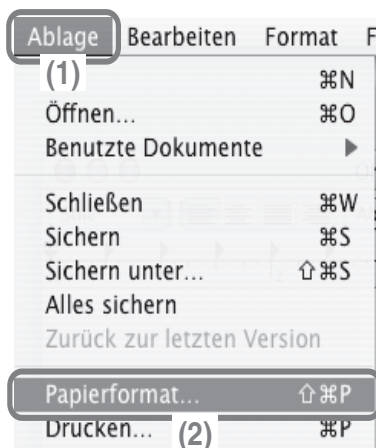 Ablage Bearbeiten Format F
(1)
⌘N
Öffnen... ⌘O
Benutzte Dokumente ▶
Schließen ⌘W
Sichern ⌘S
Sichern unter... ⇧⌘S
Alles sichern
Zurück zur letzten Version
Papierformat... ⇧⌘P
Drucken... ⌘P
(2)